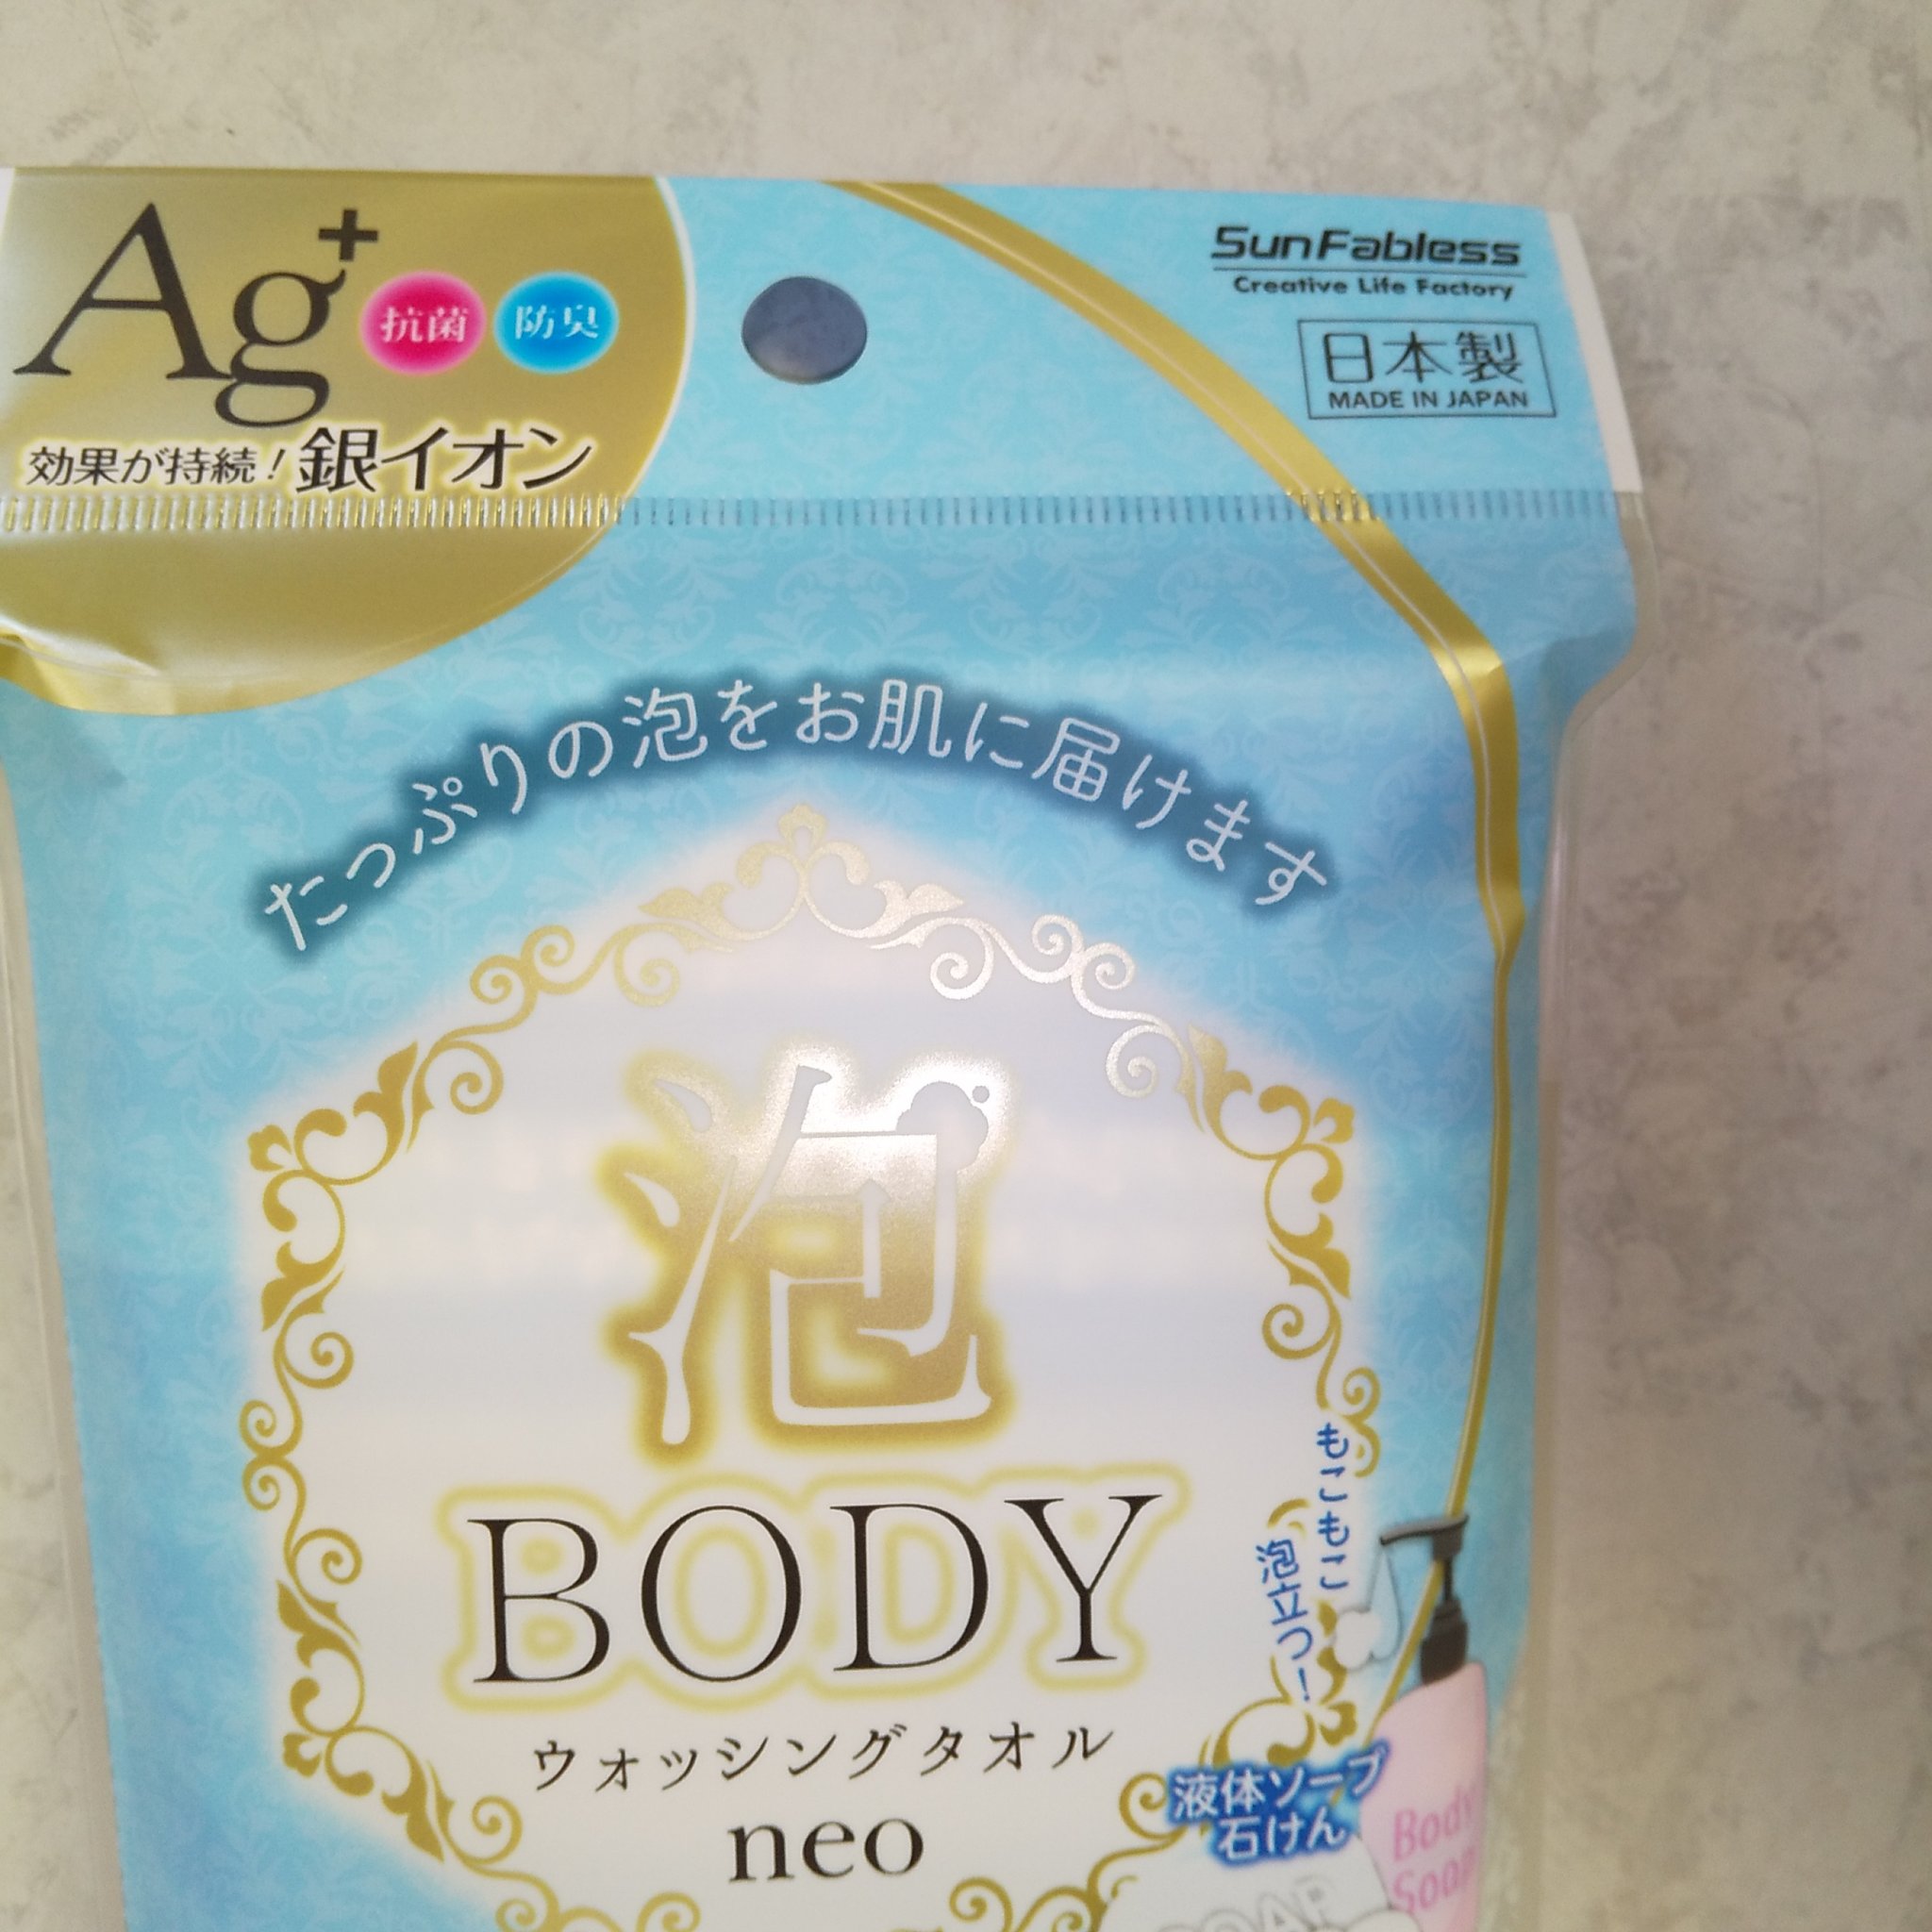 Ag+
抗菌
防臭
効果が持続!銀イオン
SunFabless
Creative Life Factory
日本製
MADE IN JAPAN
たっぷりの泡をお肌に届けます
泡
BODY
ウォッシングタオル
neo
もこもこ
泡立つ!
液体ソープ
石けん
Body
Soap
SOAP